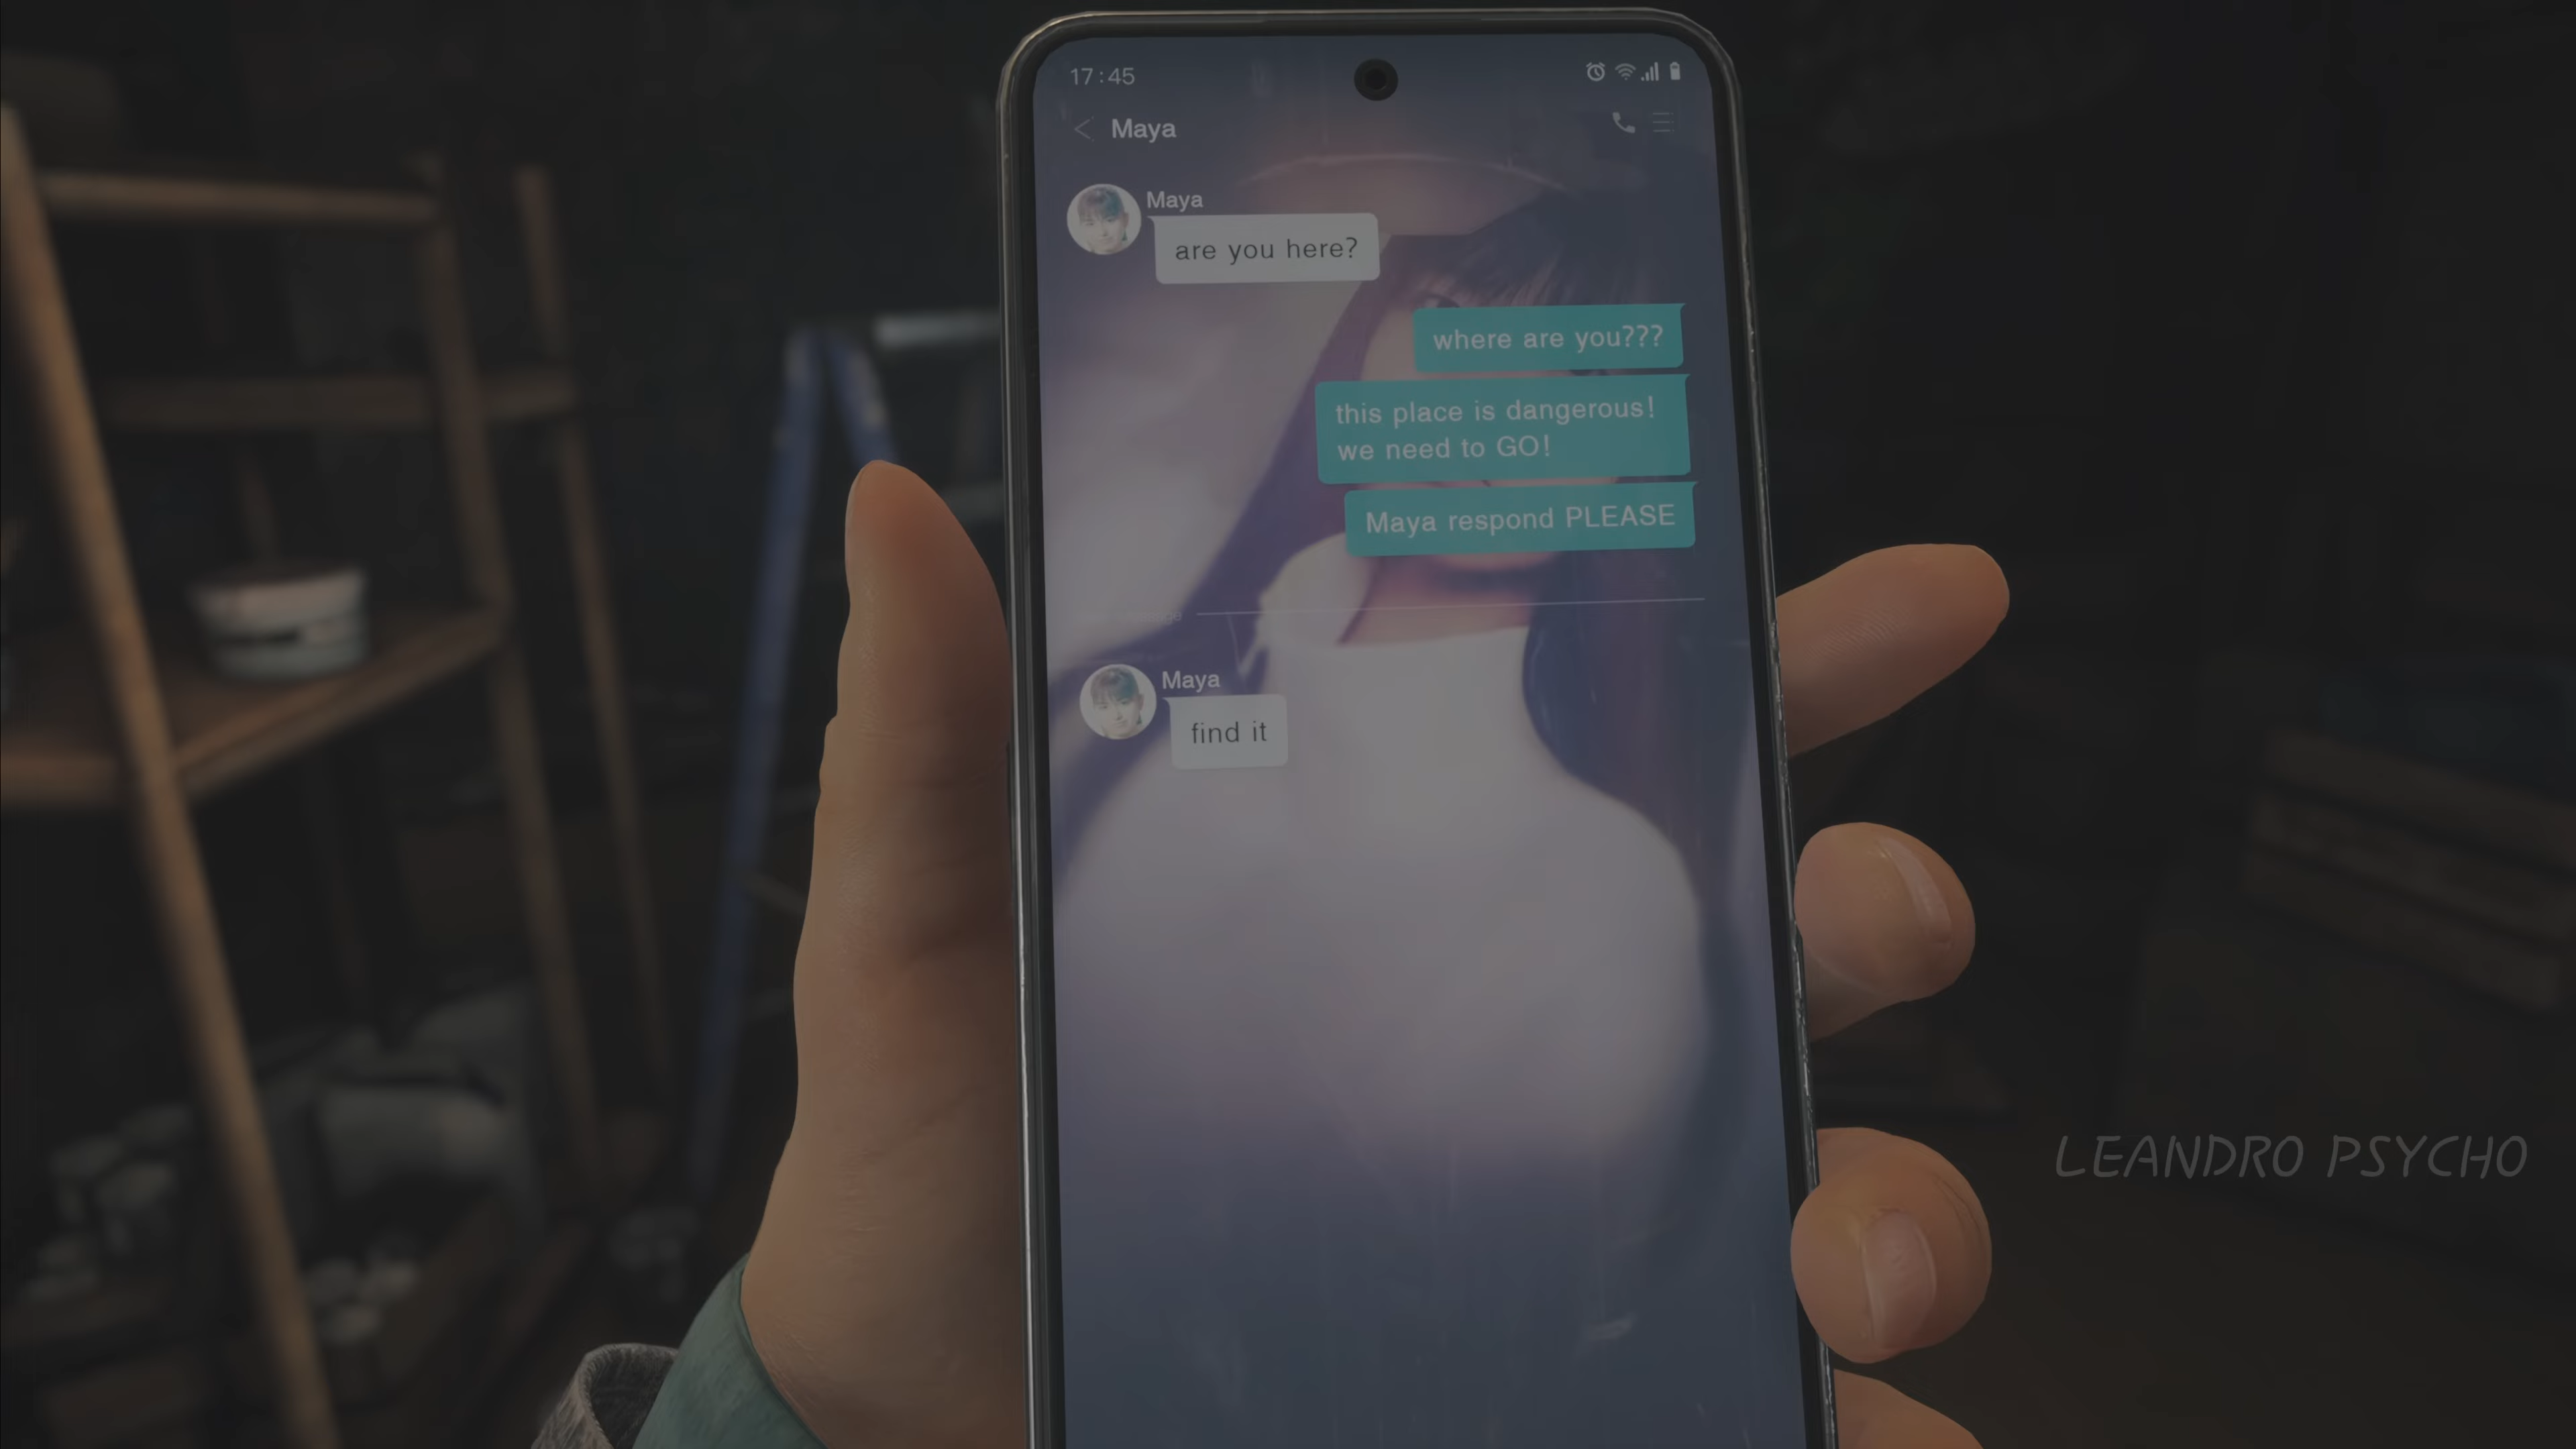 17:45
Maya
Maya
are you here?
where are you???
this place is dangerous!
we need to GO!
Maya respond PLEASE
Maya
find it
LEANDRO PSYCHO